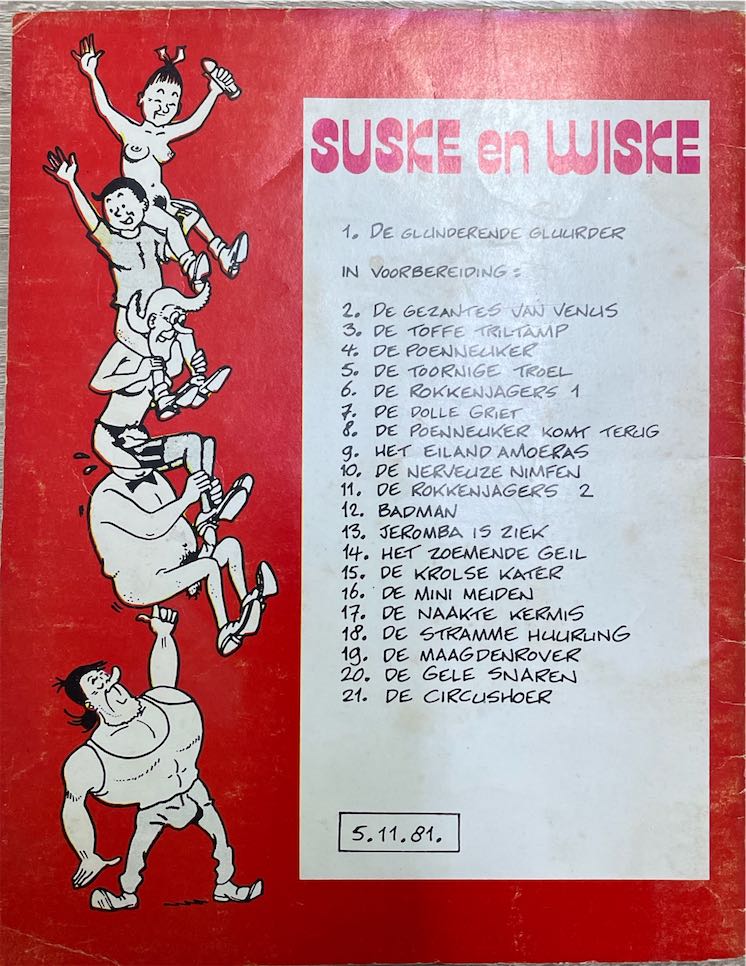 SUSKE en WISKE
1. DE GLUNDERENDE GLUURDER
IN VOORBEREIDING:
2. DE GEZANTES VAN VENUS
3. DE TOFFE TRILTAMP
4. DE POENNEUKER
5. DE TOORNIGE TROEL
6. DE ROKKENJAGERS 1
7. DE DOLLE GRIET
8. DE POENNEUKER KOMT TERUG
9. HET EILAND AMOERAS
10. DE NERVEUZE NIMFEN
11. DE ROKKENJAGERS 2
12. BADMAN
13. JEROMBA IS ZIEK
14. HET ZOEMENDE GEIL
15. DE KROLSE KATER
16. DE MINI MEIDEN
17. DE NAAKTE KERMIS
18. DE STRAMME HUURLING
19. DE MAAGDENROVER
20. DE GELE SNAREN
21. DE CIRCUSHOER
5.11.81.